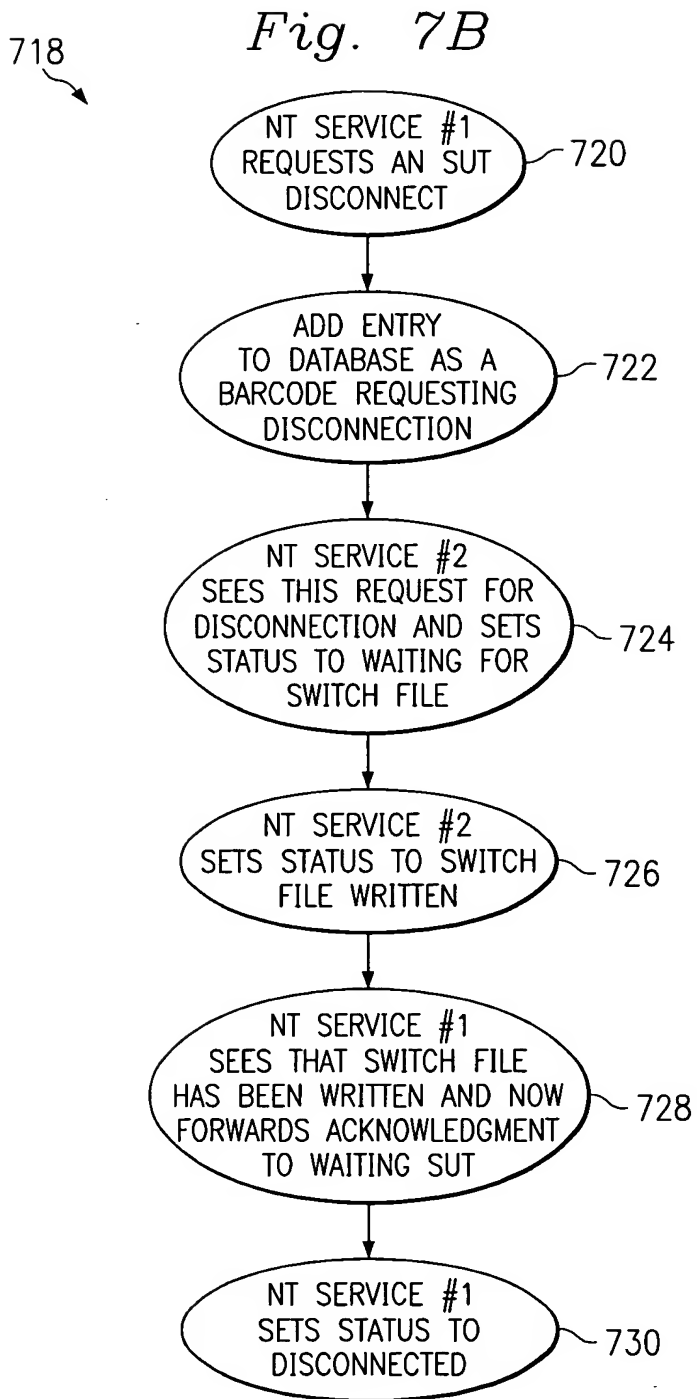 Fig. 7B
718
NT SERVICE #1
REQUESTS AN SUT
DISCONNECT
720
ADD ENTRY
TO DATABASE AS A
BARCODE REQUESTING
DISCONNECTION
722
NT SERVICE #2
SEES THIS REQUEST FOR
DISCONNECTION AND SETS
STATUS TO WAITING FOR
SWITCH FILE
724
NT SERVICE #2
SETS STATUS TO SWITCH
FILE WRITTEN
726
NT SERVICE #1
SEES THAT SWITCH FILE
HAS BEEN WRITTEN AND NOW
FORWARDS ACKNOWLEDGMENT
TO WAITING SUT
728
NT SERVICE #1
SETS STATUS TO
DISCONNECTED
730